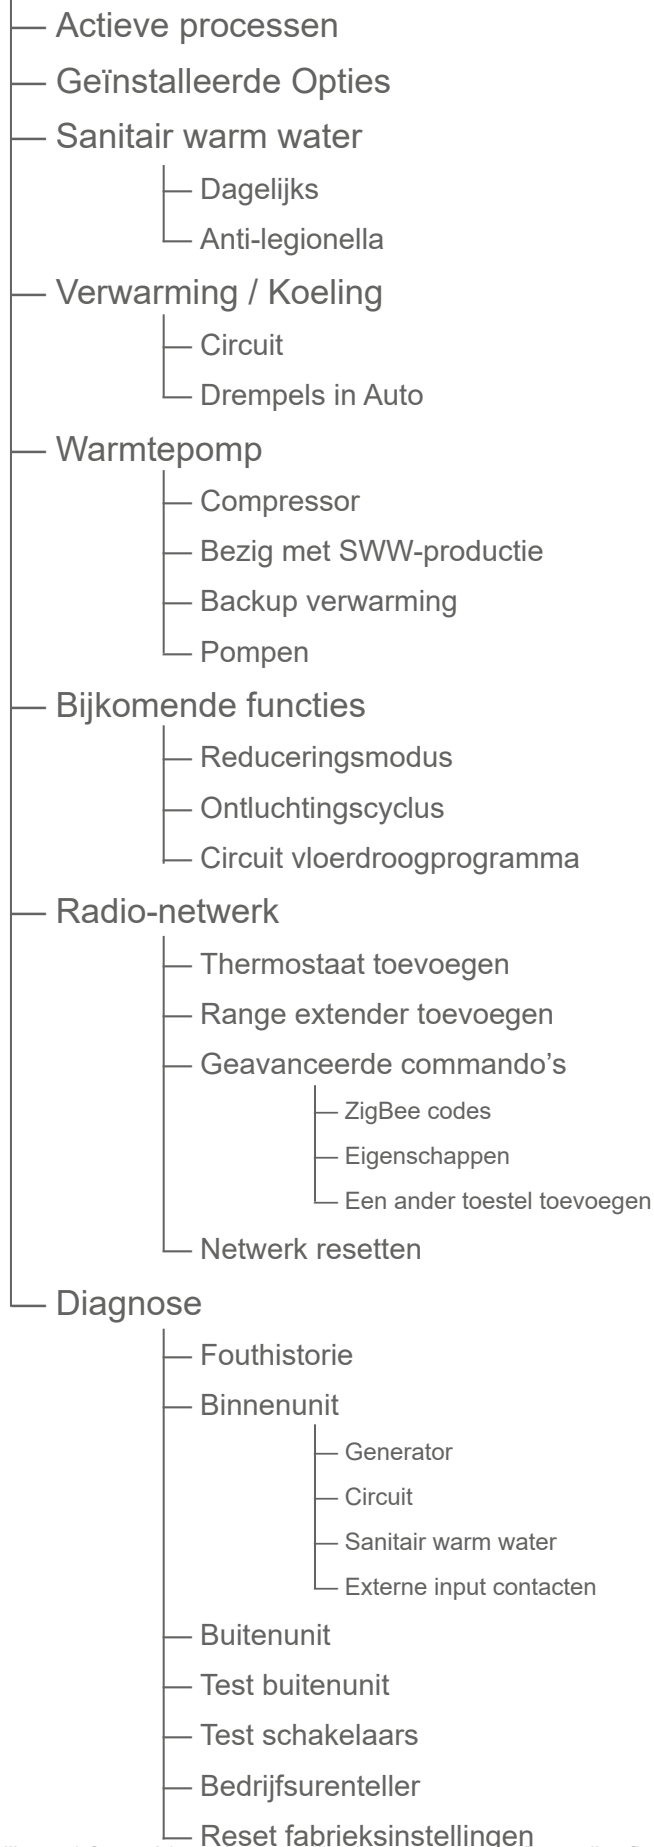 Actieve processen
Geïnstalleerde Opties
Sanitair warm water
Dagelijks
Anti-legionella
Verwarming / Koeling
Circuit
Drempels in Auto
Warmtepomp
Compressor
Bezig met SWW-productie
Backup verwarming
Pompen
Bijkomende functies
Reduceringsmodus
Ontluchtingscyclus
Circuit vloerdroogprogramma
Radio-netwerk
Thermostaat toevoegen
Range extender toevoegen
Geavanceerde commando’s
ZigBee codes
Eigenschappen
Een ander toestel toevoegen
Netwerk resetten
Diagnose
Fouthistorie
Binnenunit
Generator
Circuit
Sanitair warm water
Externe input contacten
Buitenunit
Test buitenunit
Test schakelaars
Bedrijfsurenteller
Reset fabrieksinstellingen